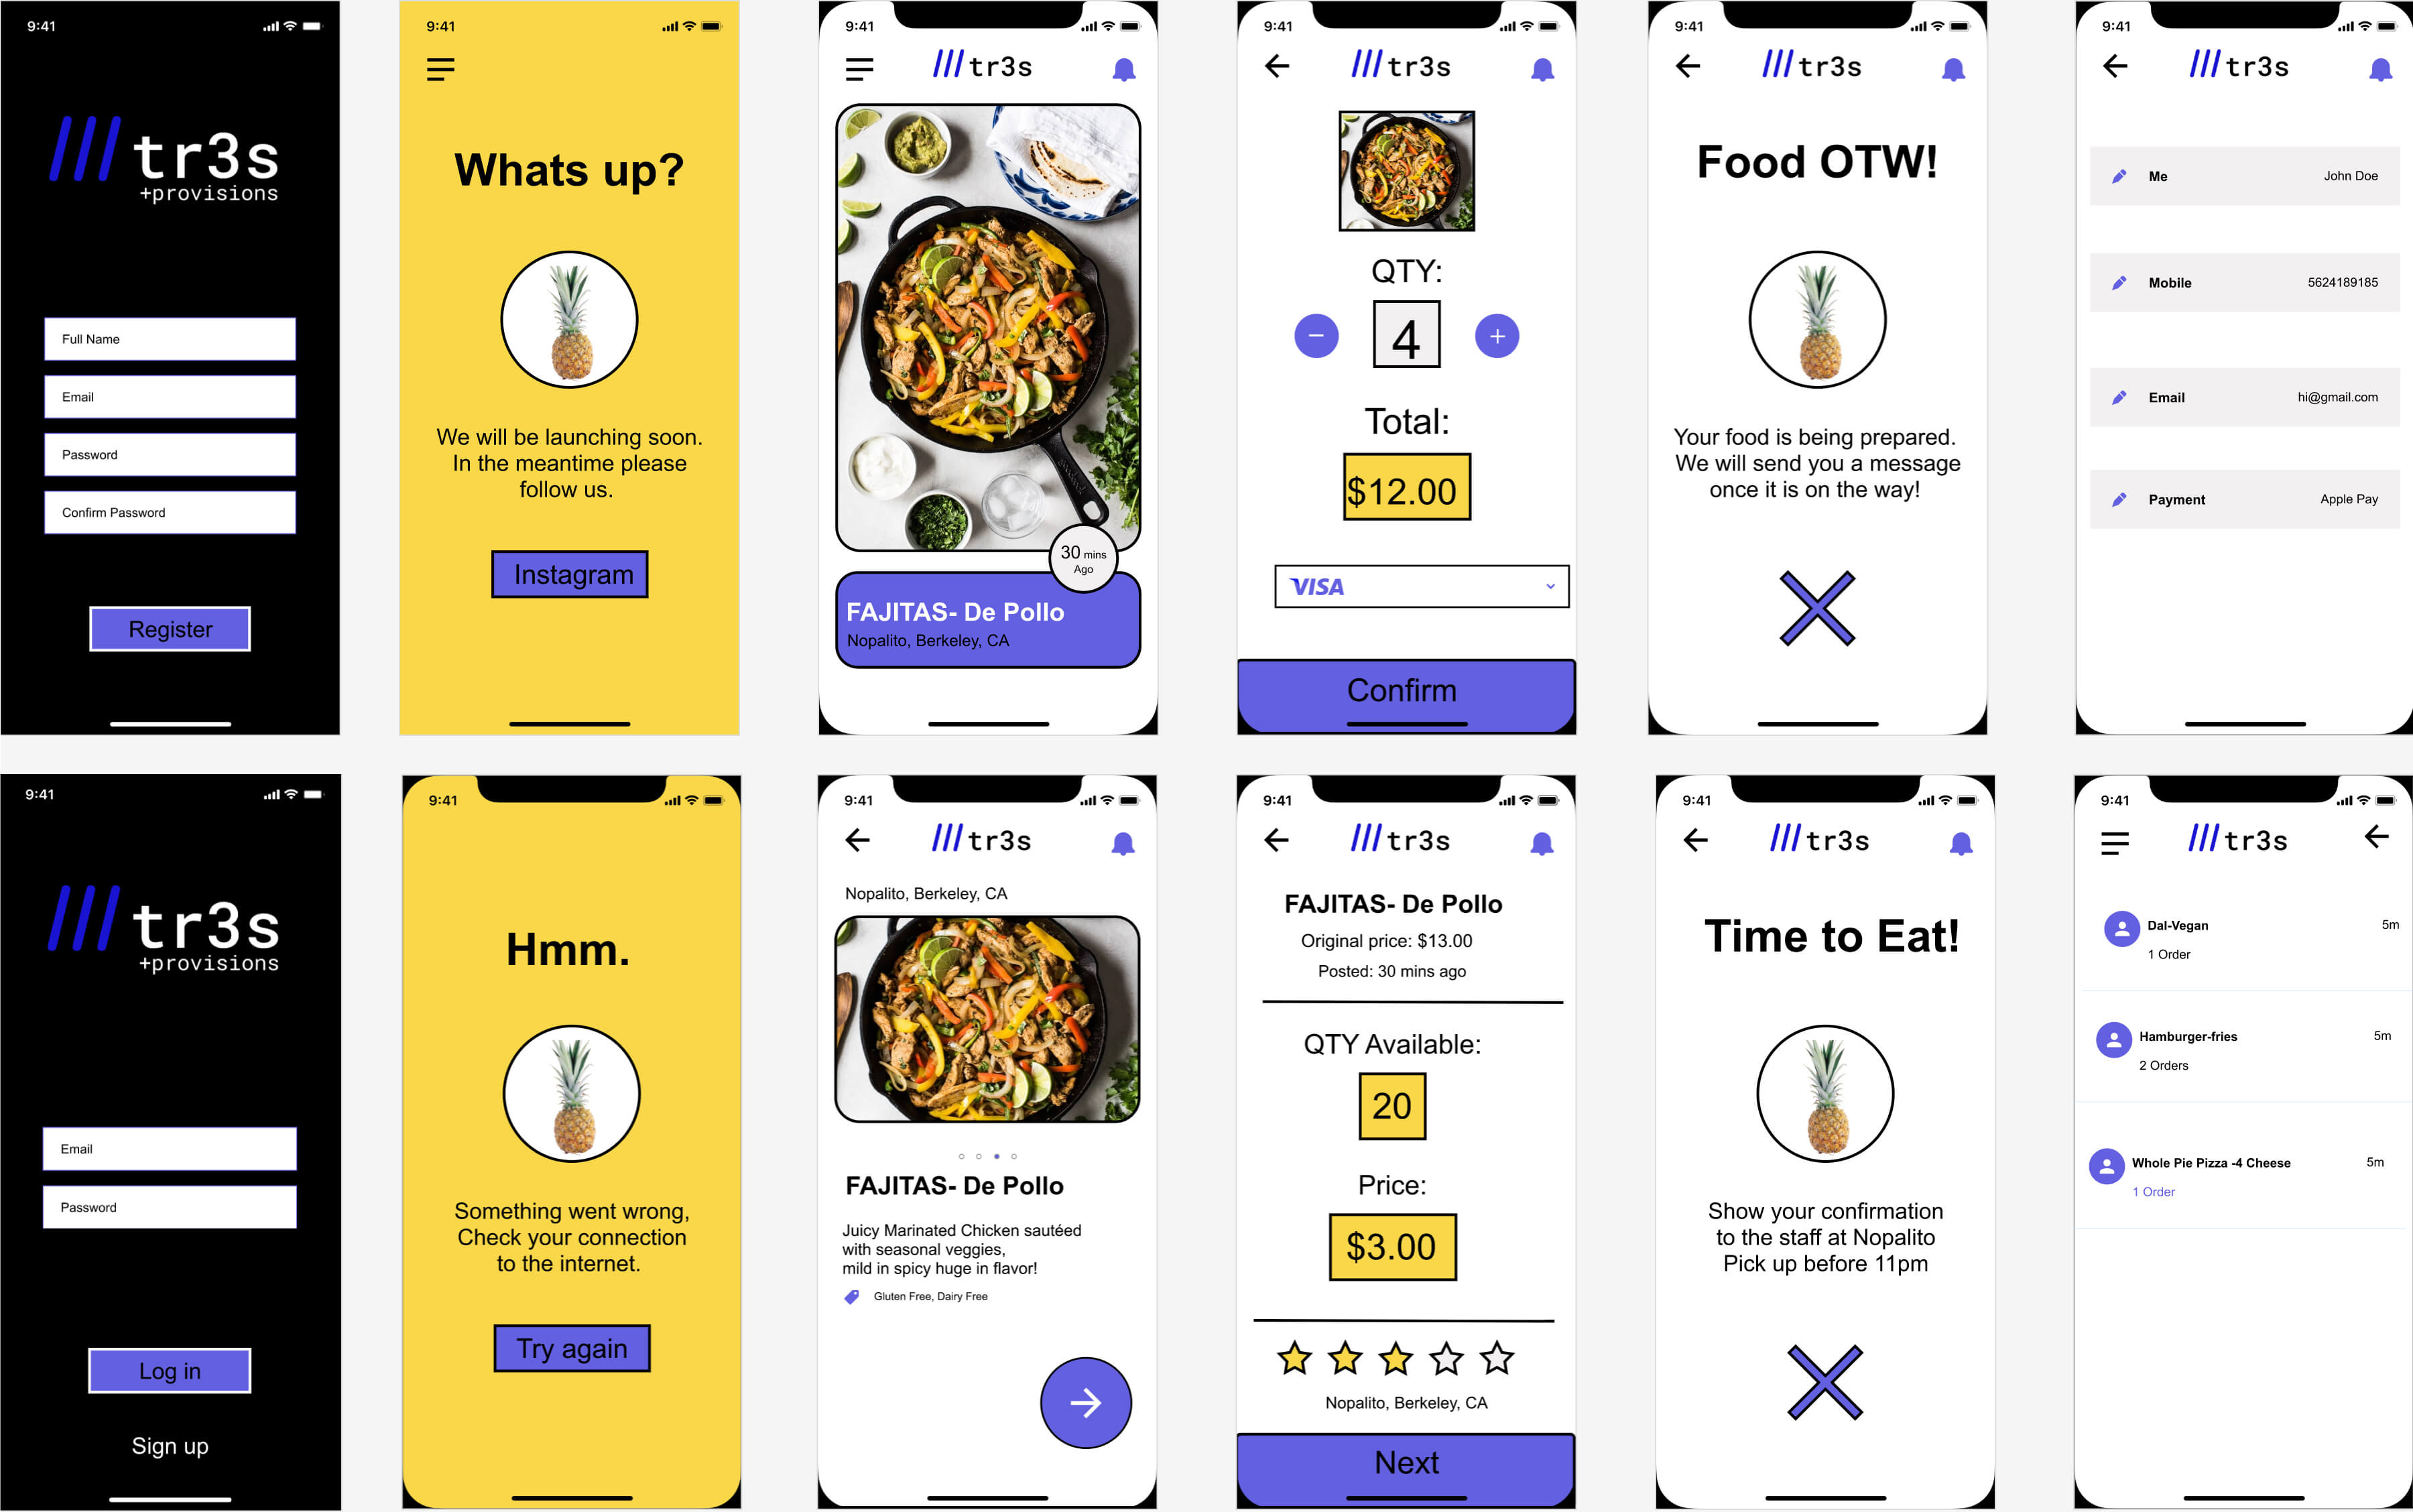 9:41
/// tr3s
+provisions
Full Name
Email
Password
Confirm Password
Register
9:41
Whats up?
We will be launching soon.
In the meantime please
follow us.
Instagram
9:41
/// tr3s
30 mins
Ago
FAJITAS- De Pollo
Nopalito, Berkeley, CA
9:41
/// tr3s
QTY:
4
Total:
$12.00
VISA
Confirm
9:41
/// tr3s
Food OTW!
Your food is being prepared.
We will send you a message
once it is on the way!
9:41
/// tr3s
Me John Doe
Mobile 5624189185
Email hi@gmail.com
Payment Apple Pay
9:41
/// tr3s
+provisions
Email
Password
Log in
Sign up
9:41
Hmm.
Something went wrong,
Check your connection
to the internet.
Try again
9:41
/// tr3s
Nopalito, Berkeley, CA
FAJITAS- De Pollo
Juicy Marinated Chicken sautéed
with seasonal veggies,
mild in spicy huge in flavor!
Gluten Free, Dairy Free
9:41
/// tr3s
FAJITAS- De Pollo
Original price: $13.00
Posted: 30 mins ago
QTY Available:
20
Price:
$3.00
Nopalito, Berkeley, CA
Next
9:41
/// tr3s
Time to Eat!
Show your confirmation
to the staff at Nopalito
Pick up before 11pm
9:41
/// tr3s
Dal-Vegan 5m
1 Order
Hamburger-fries 5m
2 Orders
Whole Pie Pizza -4 Cheese 5m
1 Order